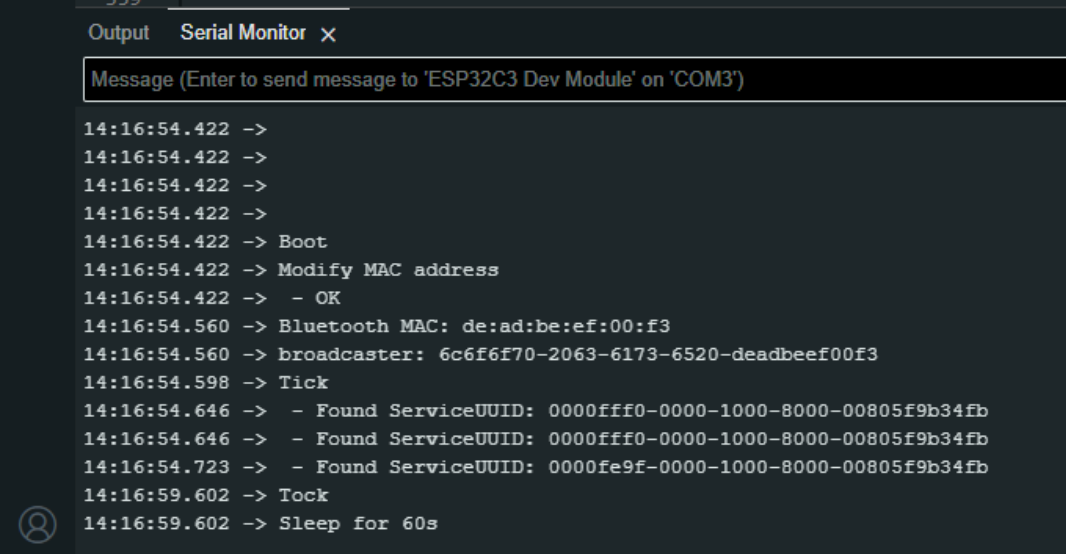 Output Serial Monitor ×
Message (Enter to send message to 'ESP32C3 Dev Module' on 'COM3')
14:16:54.422 ->
14:16:54.422 ->
14:16:54.422 ->
14:16:54.422 ->
14:16:54.422 -> Boot
14:16:54.422 -> Modify MAC address
14:16:54.422 ->  - OK
14:16:54.560 -> Bluetooth MAC: de:ad:be:ef:00:f3
14:16:54.560 -> broadcaster: 6c6f6f70-2063-6173-6520-deadbeef00f3
14:16:54.598 -> Tick
14:16:54.646 ->  - Found ServiceUUID: 0000fff0-0000-1000-8000-00805f9b34fb
14:16:54.646 ->  - Found ServiceUUID: 0000fff0-0000-1000-8000-00805f9b34fb
14:16:54.723 ->  - Found ServiceUUID: 0000fe9f-0000-1000-8000-00805f9b34fb
14:16:59.602 -> Tock
14:16:59.602 -> Sleep for 60s